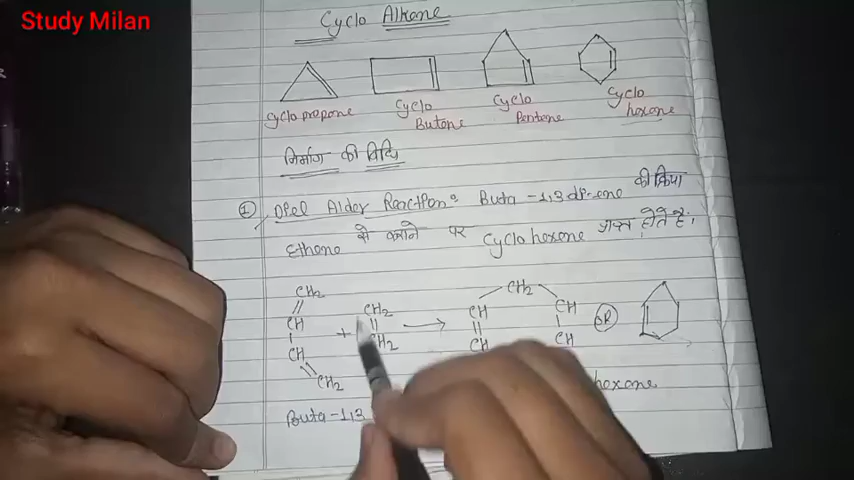 Study Milan
Cyclo Alkene
Cyclo propene
Cyclo Butene
Cyclo Pentene
Cyclo hexene
निर्माण की विधि
① Diel Alder Reaction: Buta -1,3 diene की क्रिया
Ethene से कराने पर Cyclo hexene प्राप्त होते है।
CH2 CH2
CH CH2 CH CH OR
+ →
CH CH2 CH CH
CH2
Buta-1,3 hexene